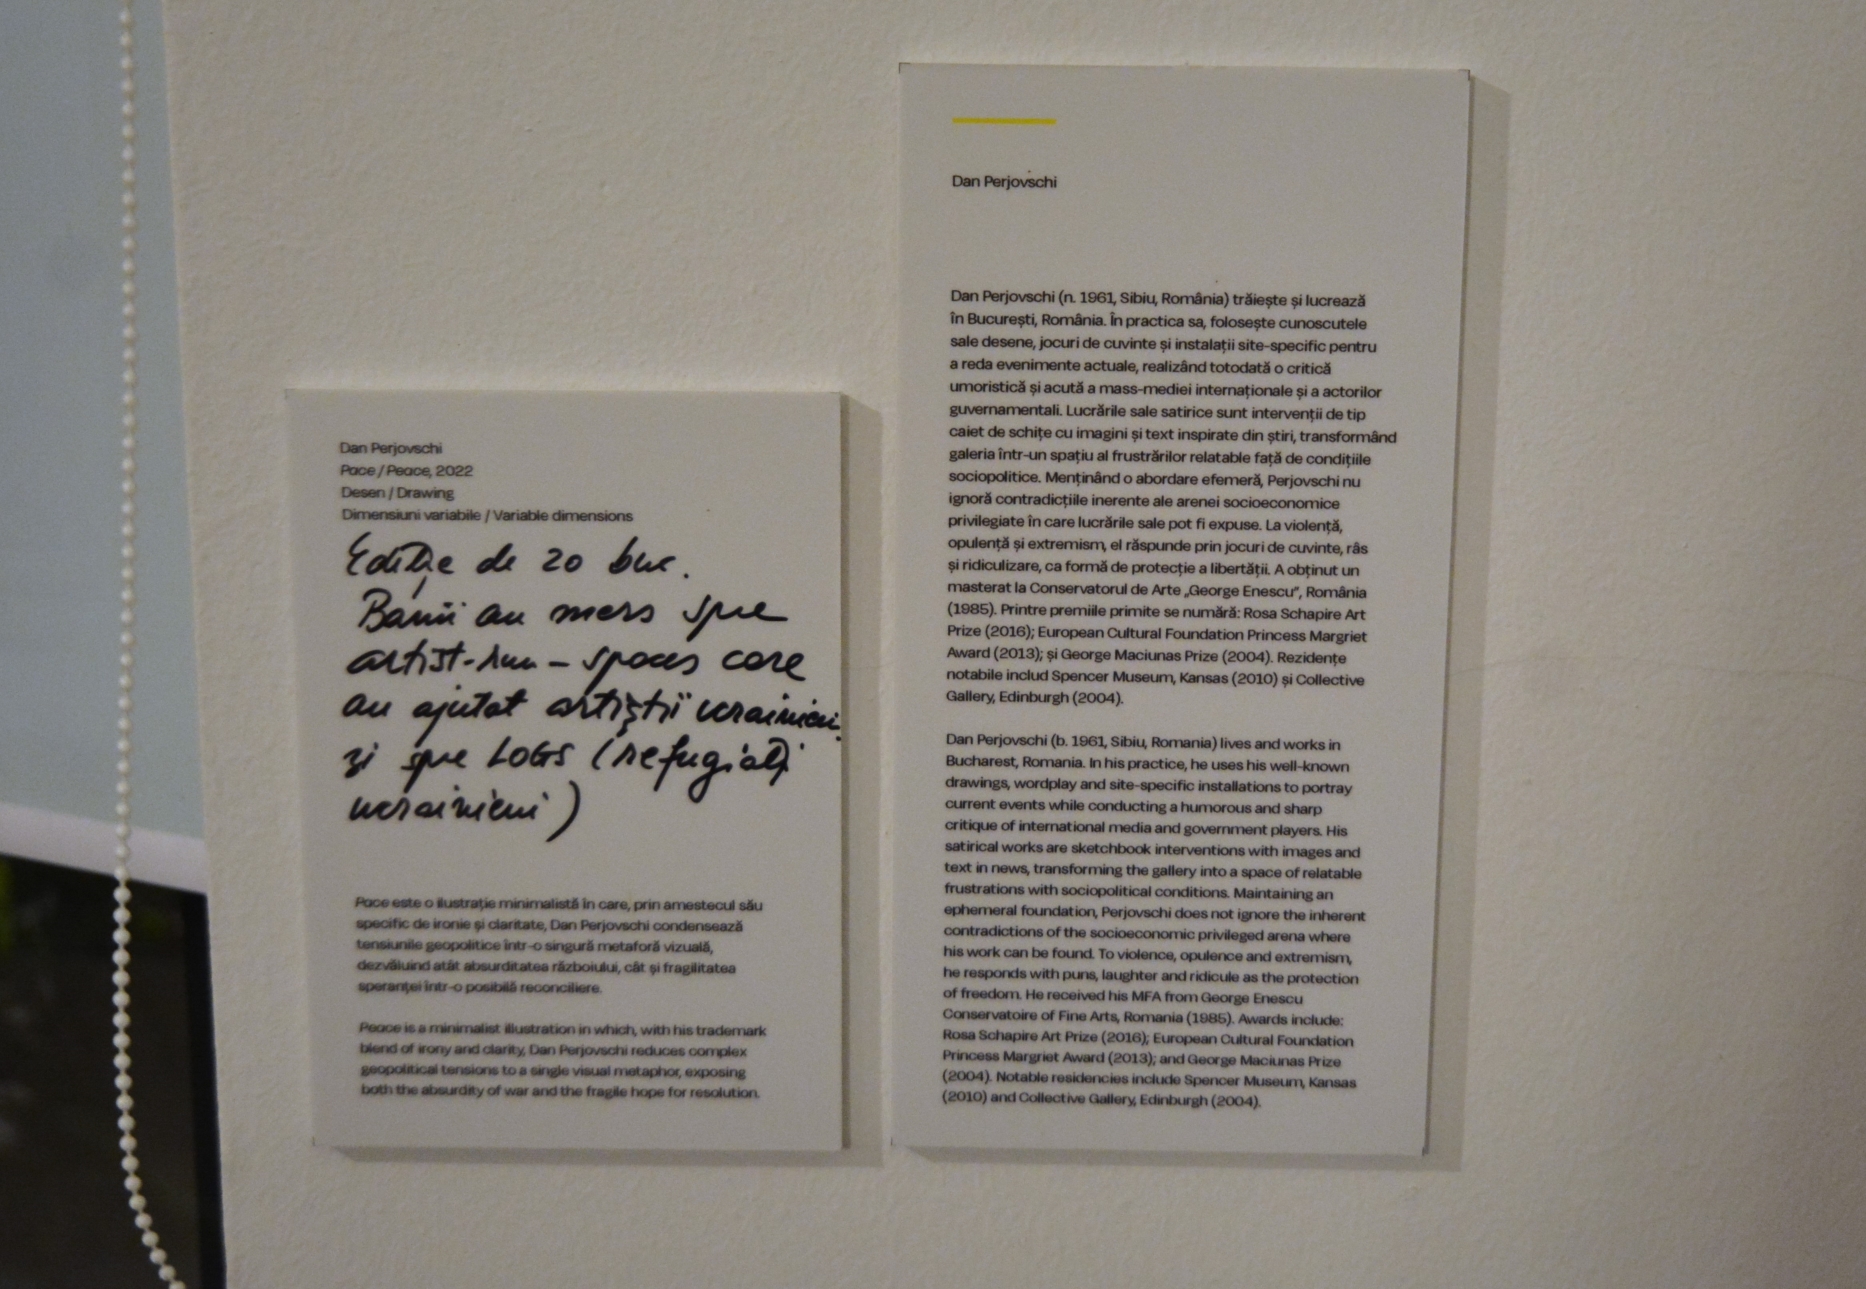 Dan Perjovschi
Pace / Peace, 2022
Desen / Drawing
Dimensiuni variabile / Variable dimensions
Ediție de 20 buc.
Banii au mers spre
artist-run-spaces care
au ajutat artiștii ucrainieni
și spre LOGS (refugiați
ucrainieni)
Pace este o ilustrație minimalistă în care, prin amestecul său
specific de ironie și claritate, Dan Perjovschi condensează
tensiunile geopolitice într-o singură metaforă vizuală,
dezvăluind atât absurditatea războiului, cât și fragilitatea
speranței într-o posibilă reconciliere.
Peace is a minimalist illustration in which, with his trademark
blend of irony and clarity, Dan Perjovschi reduces complex
geopolitical tensions to a single visual metaphor, exposing
both the absurdity of war and the fragile hope for resolution.
Dan Perjovschi
Dan Perjovschi (n. 1961, Sibiu, România) trăiește și lucrează
în București, România. În practica sa, folosește cunoscutele
sale desene, jocuri de cuvinte și instalații site-specific pentru
a reda evenimente actuale, realizând totodată o critică
umoristică și acută a mass-mediei internaționale și a actorilor
guvernamentali. Lucrările sale satirice sunt intervenții de tip
caiet de schițe cu imagini și text inspirate din știri, transformând
galeria într-un spațiu al frustrărilor relatable față de condițiile
sociopolitice. Menținând o abordare efemeră, Perjovschi nu
ignoră contradicțiile inerente ale arenei socioeconomice
privilegiate în care lucrările sale pot fi expuse. La violență,
opulență și extremism, el răspunde prin jocuri de cuvinte, râs
și ridiculizare, ca formă de protecție a libertății. A obținut un
masterat la Conservatorul de Arte „George Enescu”, România
(1985). Printre premiile primite se numără: Rosa Schapire Art
Prize (2016); European Cultural Foundation Princess Margriet
Award (2013); și George Maciunas Prize (2004). Rezidențe
notabile includ Spencer Museum, Kansas (2010) și Collective
Gallery, Edinburgh (2004).
Dan Perjovschi (b. 1961, Sibiu, Romania) lives and works in
Bucharest, Romania. In his practice, he uses his well-known
drawings, wordplay and site-specific installations to portray
current events while conducting a humorous and sharp
critique of international media and government players. His
satirical works are sketchbook interventions with images and
text in news, transforming the gallery into a space of relatable
frustrations with sociopolitical conditions. Maintaining an
ephemeral foundation, Perjovschi does not ignore the inherent
contradictions of the socioeconomic privileged arena where
his work can be found. To violence, opulence and extremism,
he responds with puns, laughter and ridicule as the protection
of freedom. He received his MFA from George Enescu
Conservatoire of Fine Arts, Romania (1985). Awards include:
Rosa Schapire Art Prize (2016); European Cultural Foundation
Princess Margriet Award (2013); and George Maciunas Prize
(2004). Notable residencies include Spencer Museum, Kansas
(2010) and Collective Gallery, Edinburgh (2004).